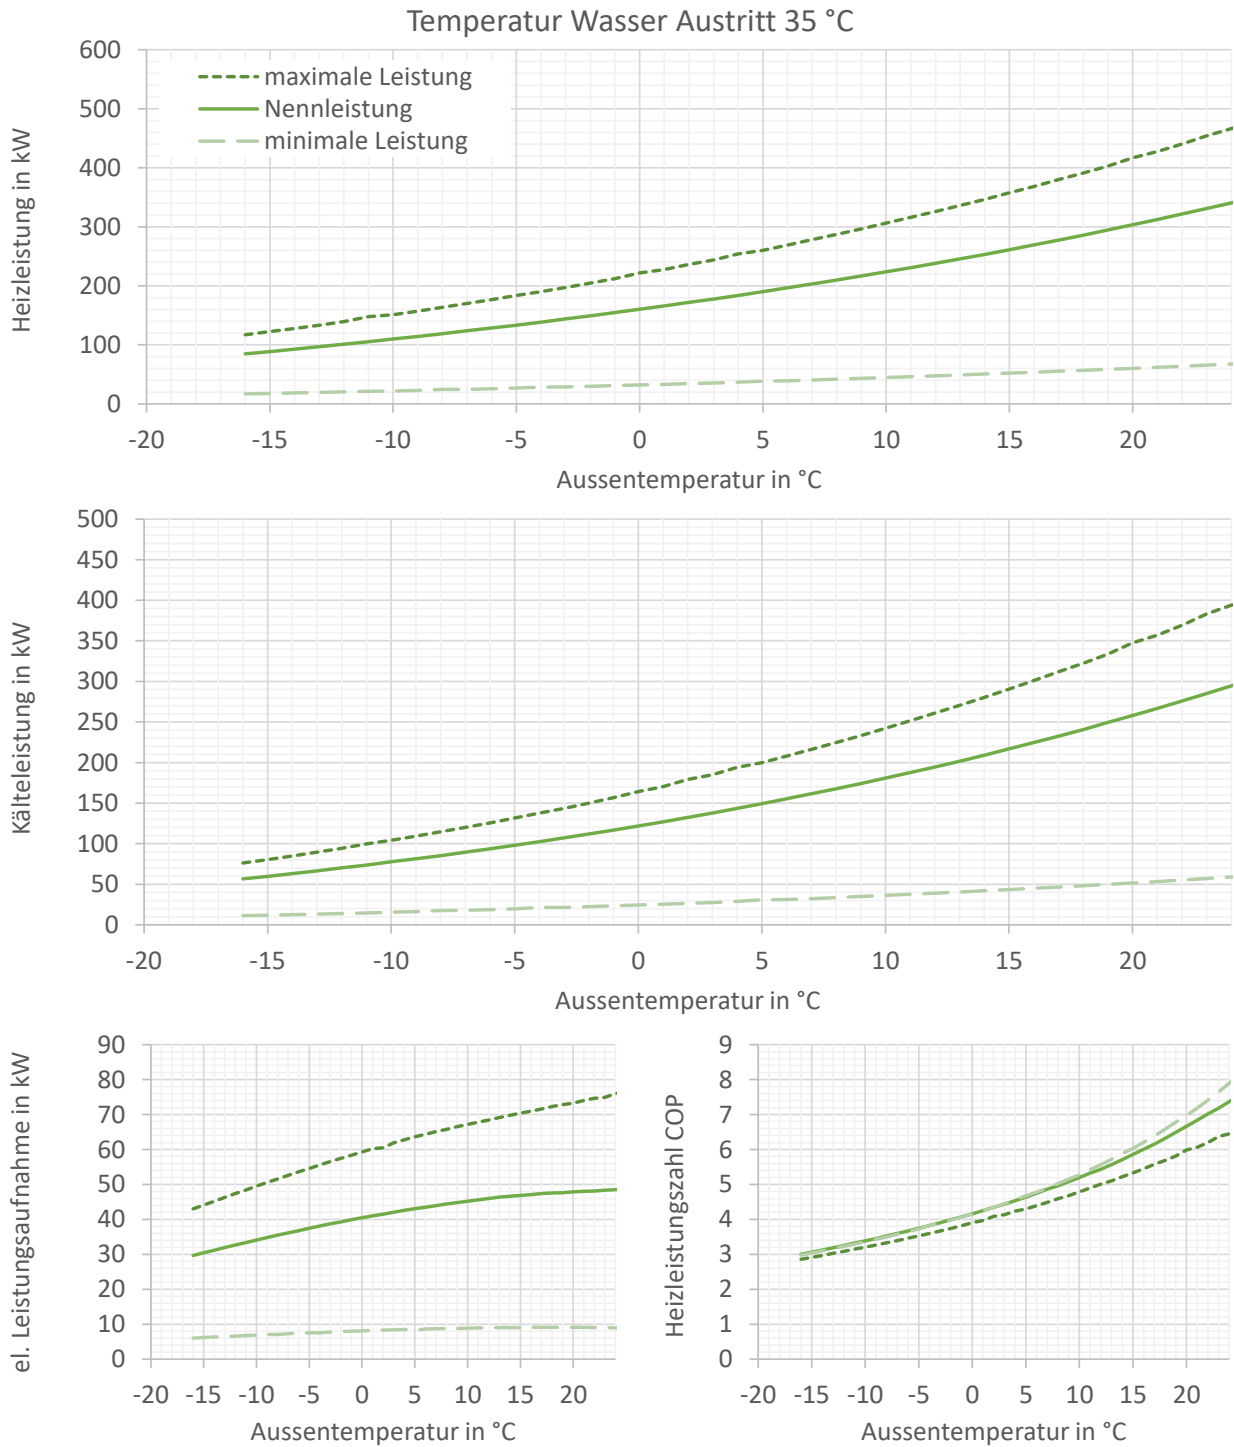 Temperatur Wasser Austritt 35 °C
Heizleistung in kW
600
500
400
300
200
100
0
maximale Leistung
Nennleistung
minimale Leistung
-20 -15 -10 -5 0 5 10 15 20
Aussentemperatur in °C
Kälteleistung in kW
500
450
400
350
300
250
200
150
100
50
0
-20 -15 -10 -5 0 5 10 15 20
Aussentemperatur in °C
el. Leistungsaufnahme in kW
90
80
70
60
50
40
30
20
10
0
-20 -15 -10 -5 0 5 10 15 20
Aussentemperatur in °C
Heizleistungszahl COP
9
8
7
6
5
4
3
2
1
0
-20 -15 -10 -5 0 5 10 15 20
Aussentemperatur in °C